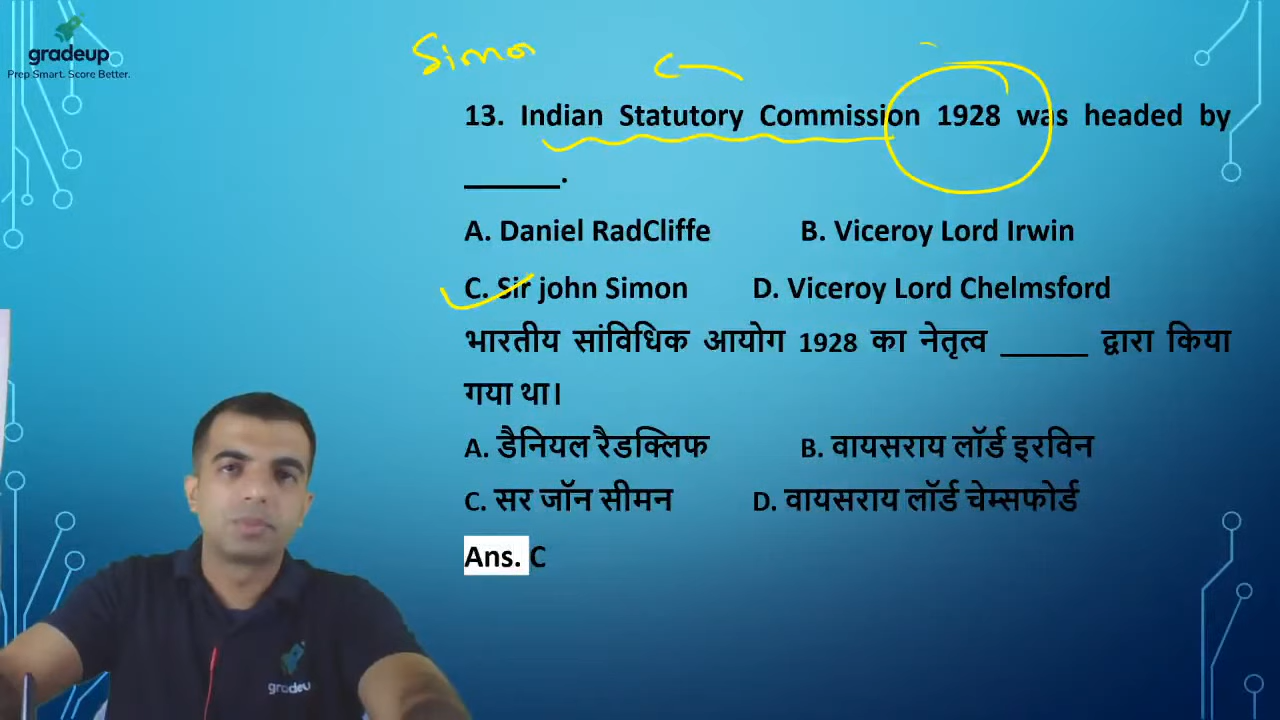 gradeup
Prep Smart. Score Better.
Simo
13. Indian Statutory Commission 1928 was headed by
______.
A. Daniel RadCliffe B. Viceroy Lord Irwin
C. Sir john Simon D. Viceroy Lord Chelmsford
भारतीय सांविधिक आयोग 1928 का नेतृत्व ______ द्वारा किया
गया था।
A. डैनियल रैडक्लिफ B. वायसराय लॉर्ड इरविन
C. सर जॉन सीमन D. वायसराय लॉर्ड चेम्सफोर्ड
Ans. C
gradeup